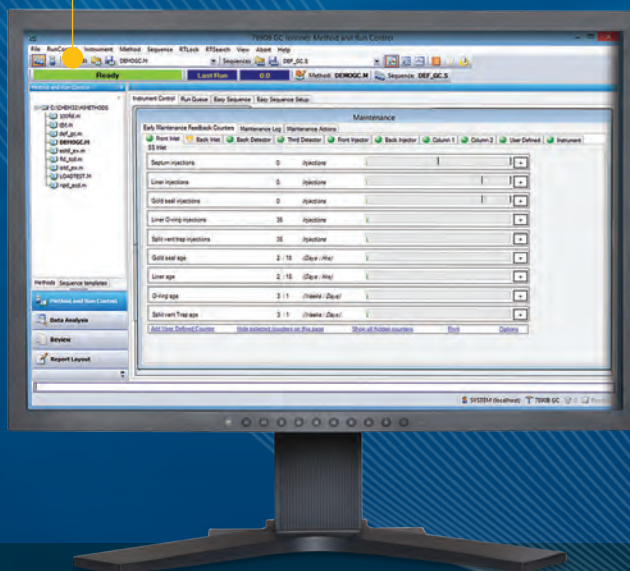 7890B GC (online): Method and Run Control
File RunControl Instrument Method Sequence RTLock RTSearch View Abort Help
DEMOGC.M Sequences DEF_GC.S
Ready Last Run 0.0 Method: DEMOGC.M Sequence: DEF_GC.S
Method and Run Control
Instrument Control Run Queue Easy Sequence Easy Sequence Setup
Maintenance
Early Maintenance Feedback Counters Maintenance Log Maintenance Actions
Front Inlet Back Inlet Back Detector Third Detector Front Injector Back Injector Column 1 Column 2 User Defined Instrument
SS Inlet
Septum injections 0 Injections
Liner injections 0 Injections
Gold seal injections 0 Injections
Liner O-ring injections 35 Injections
Split vent trap injections 35 Injections
Gold seal age 2 : 18 (Days : Hrs)
Liner age 2 : 18 (Days : Hrs)
O-ring age 3 : 1 (Weeks : Days)
Split vent Trap age 3 : 1 (Weeks : Days)
Add User Defined Counter Hide selected counters on this page Show all hidden counters Print Options
C:\CHEM32\1\METHODS
def_gc.m
DEMOGC.M
LOADTEST.M
Methods Sequence templates
Method and Run Control
Data Analysis
Review
Report Layout
SYSTEM (localhost) 7890B GC 0